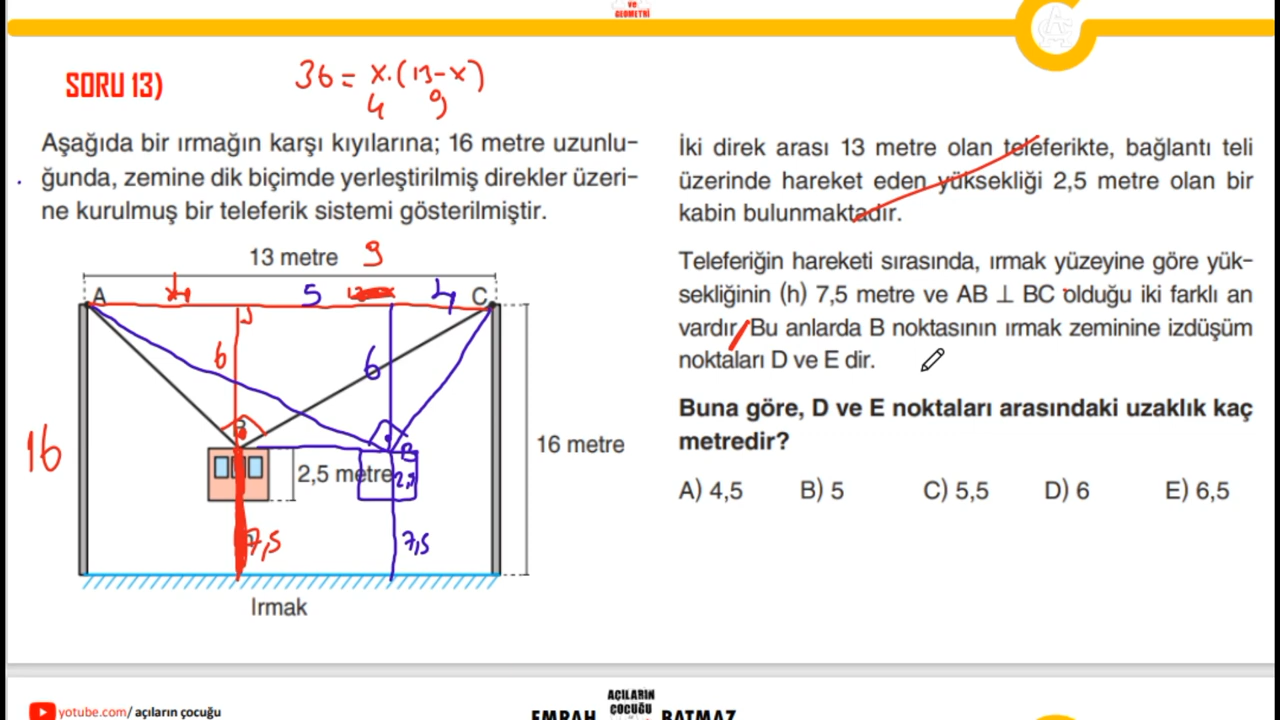 ve
GEOMETRİ
SORU 13)
36 = x.(13-x)
4 9
Aşağıda bir ırmağın karşı kıyılarına; 16 metre uzunlu-
ğunda, zemine dik biçimde yerleştirilmiş direkler üzeri-
ne kurulmuş bir teleferik sistemi gösterilmiştir.
13 metre 9
A 4 5 4 C
6 6
B B
16
16 metre
2,5 metre
7,5 7,5
Irmak
İki direk arası 13 metre olan teleferikte, bağlantı teli
üzerinde hareket eden yüksekliği 2,5 metre olan bir
kabin bulunmaktadır.
Teleferiğin hareketi sırasında, ırmak yüzeyine göre yük-
sekliğinin (h) 7,5 metre ve AB ⊥ BC olduğu iki farklı an
vardır. Bu anlarda B noktasının ırmak zeminine izdüşüm
noktaları D ve E dir.
Buna göre, D ve E noktaları arasındaki uzaklık kaç
metredir?
A) 4,5 B) 5 C) 5,5 D) 6 E) 6,5
yotube.com/ açıların çocuğu
AÇILARIN
ÇOCUĞU
EMRAH BATMAZ